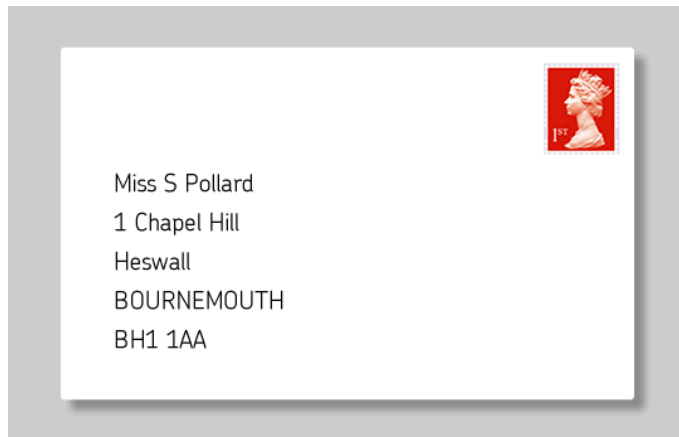 1ST
Miss S Pollard
1 Chapel Hill
Heswall
BOURNEMOUTH
BH1 1AA